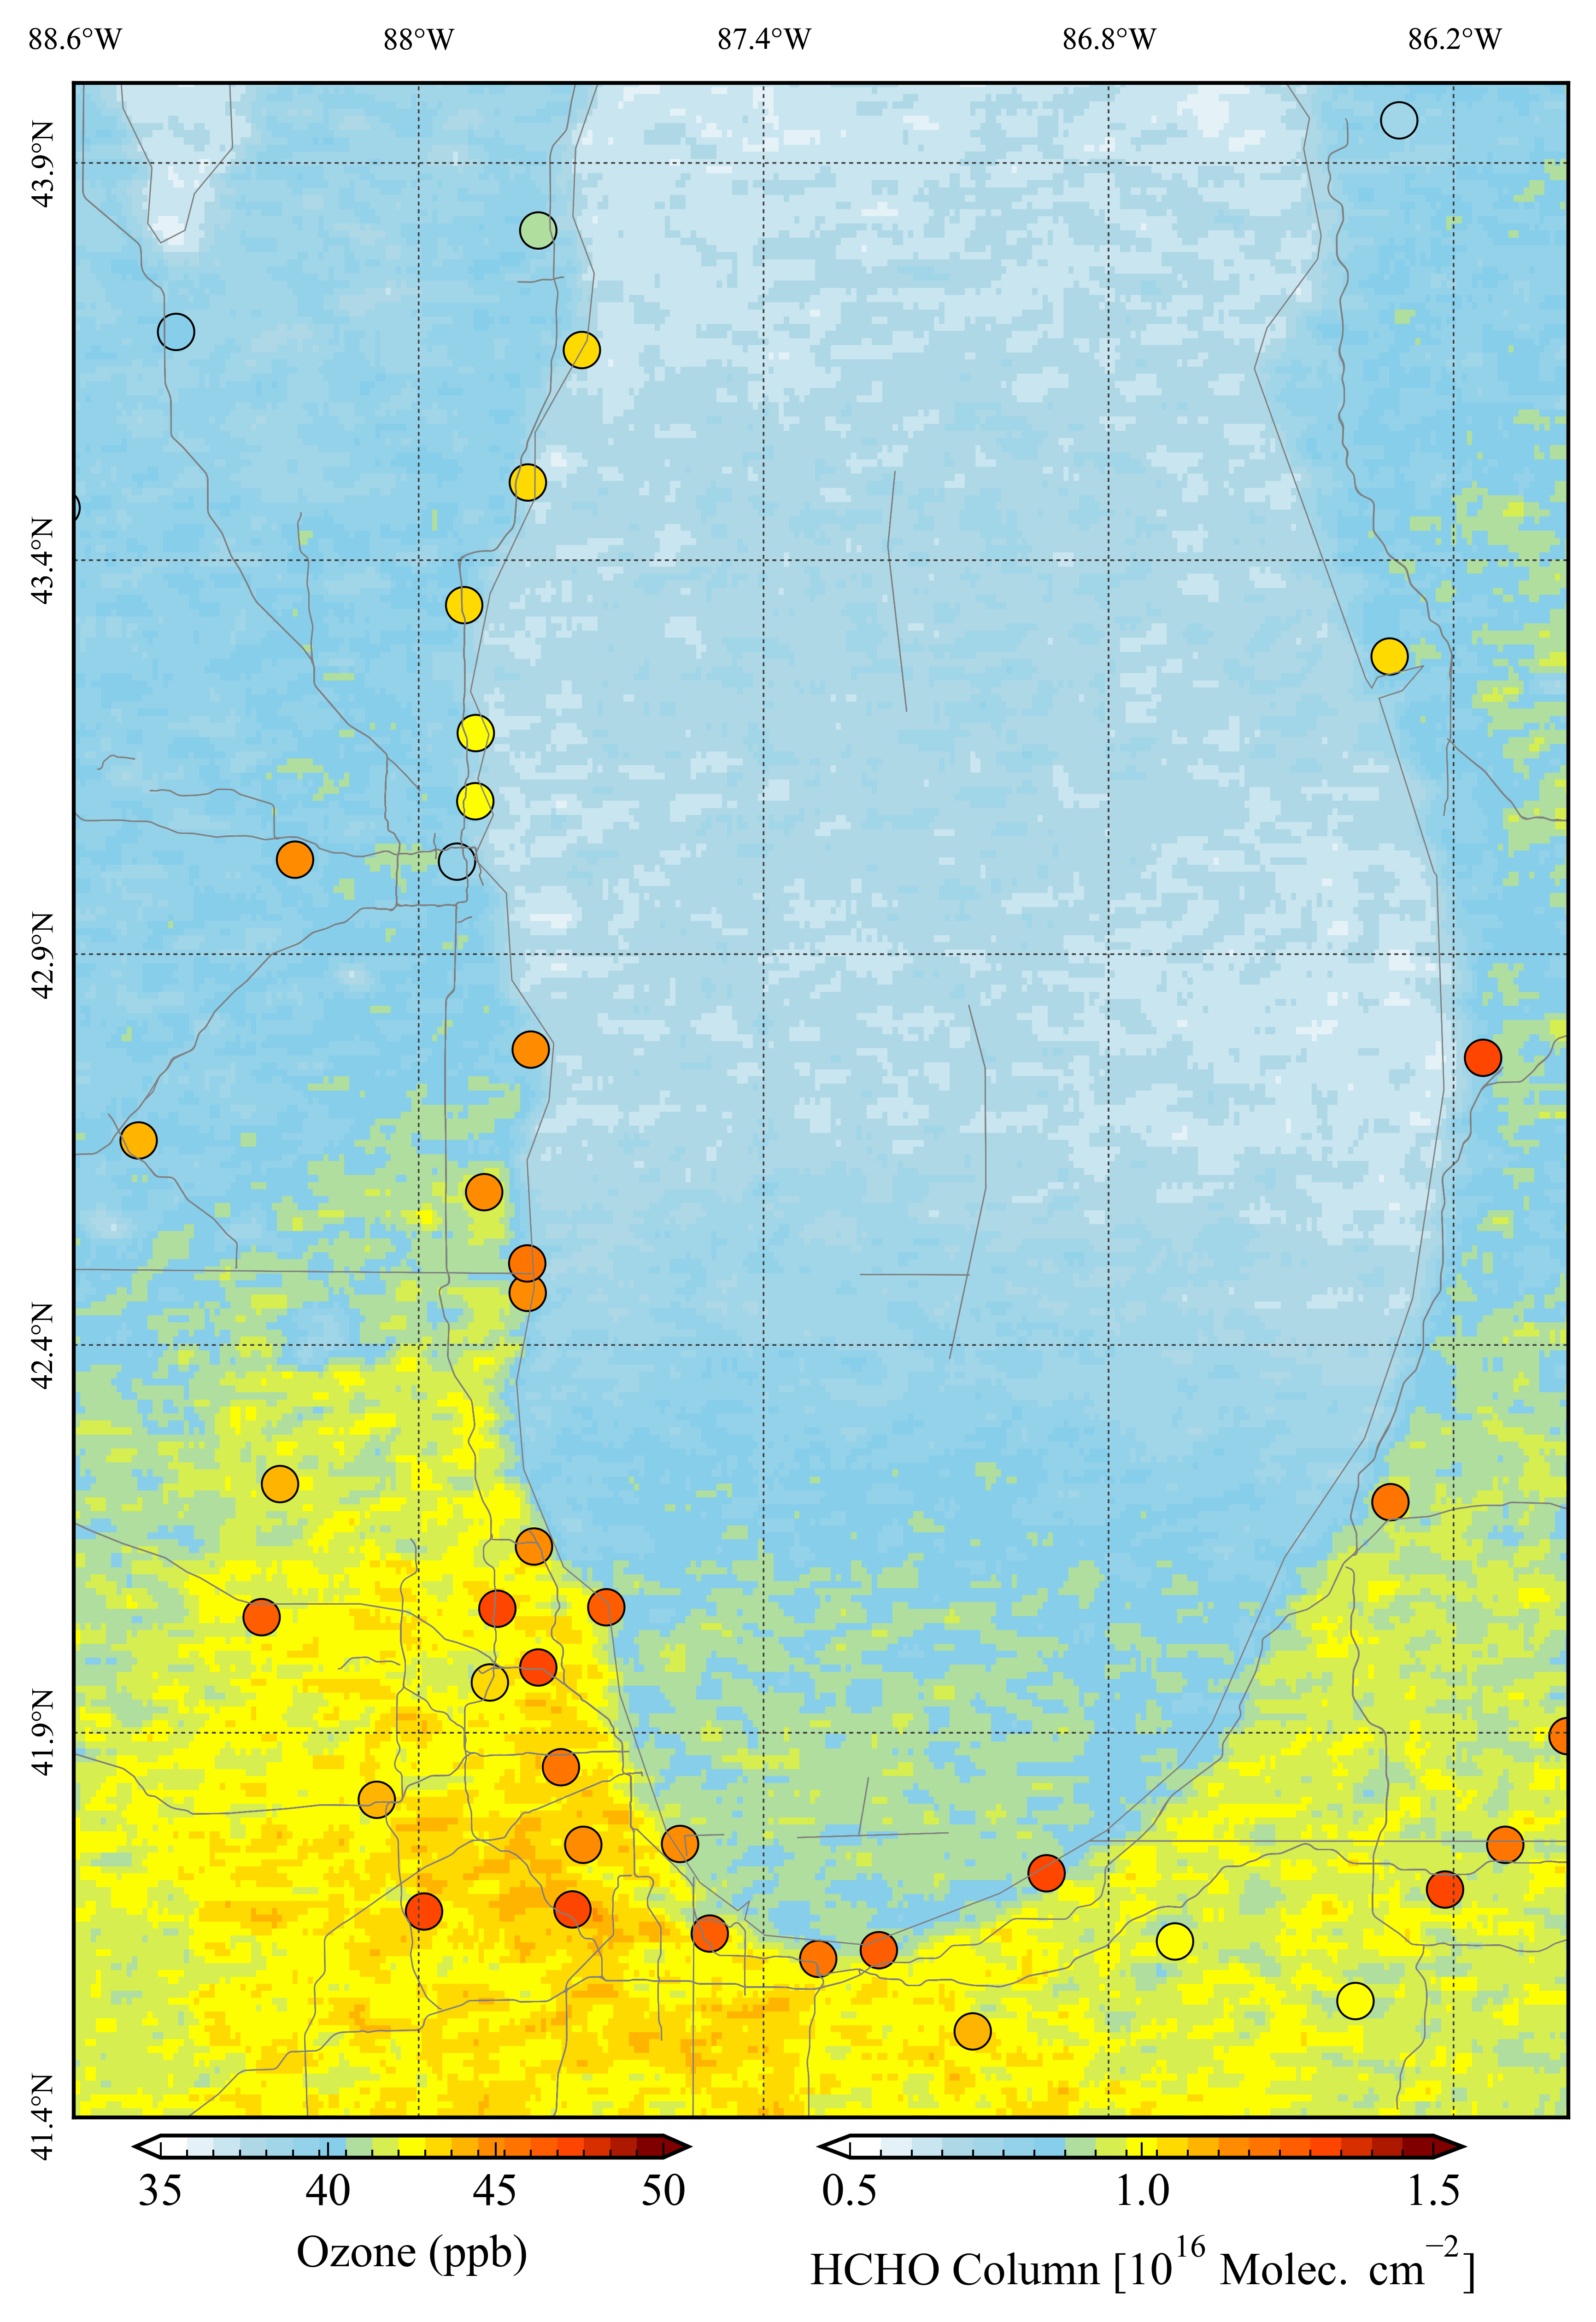 88.6°W 88°W 87.4°W 86.8°W 86.2°W
43.9°N
43.4°N
42.9°N
42.4°N
41.9°N
41.4°N
35 40 45 50
Ozone (ppb)
0.5 1.0 1.5
HCHO Column [10¹⁶ Molec. cm⁻²]